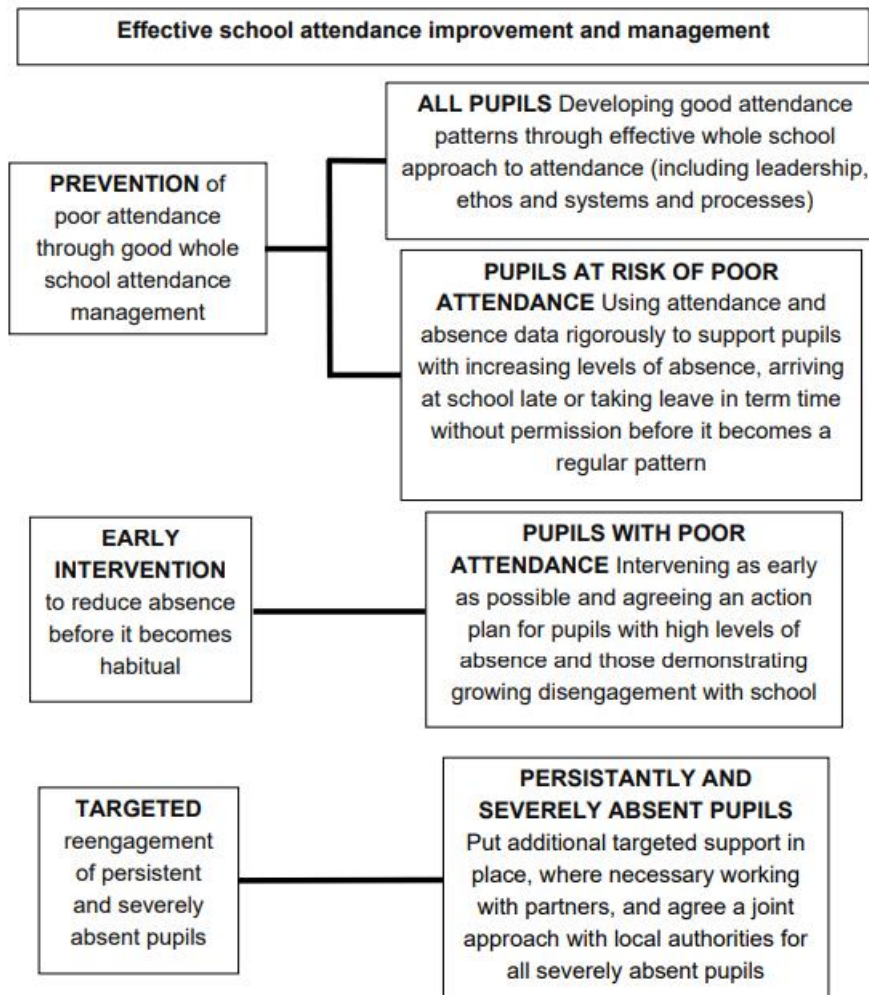 Effective school attendance improvement and management
PREVENTION of
poor attendance
through good whole
school attendance
management
ALL PUPILS Developing good attendance
patterns through effective whole school
approach to attendance (including leadership,
ethos and systems and processes)
PUPILS AT RISK OF POOR
ATTENDANCE Using attendance and
absence data rigorously to support pupils
with increasing levels of absence, arriving
at school late or taking leave in term time
without permission before it becomes a
regular pattern
EARLY
INTERVENTION
to reduce absence
before it becomes
habitual
PUPILS WITH POOR
ATTENDANCE Intervening as early
as possible and agreeing an action
plan for pupils with high levels of
absence and those demonstrating
growing disengagement with school
TARGETED
reengagement
of persistent
and severely
absent pupils
PERSISTANTLY AND
SEVERELY ABSENT PUPILS
Put additional targeted support in
place, where necessary working
with partners, and agree a joint
approach with local authorities for
all severely absent pupils